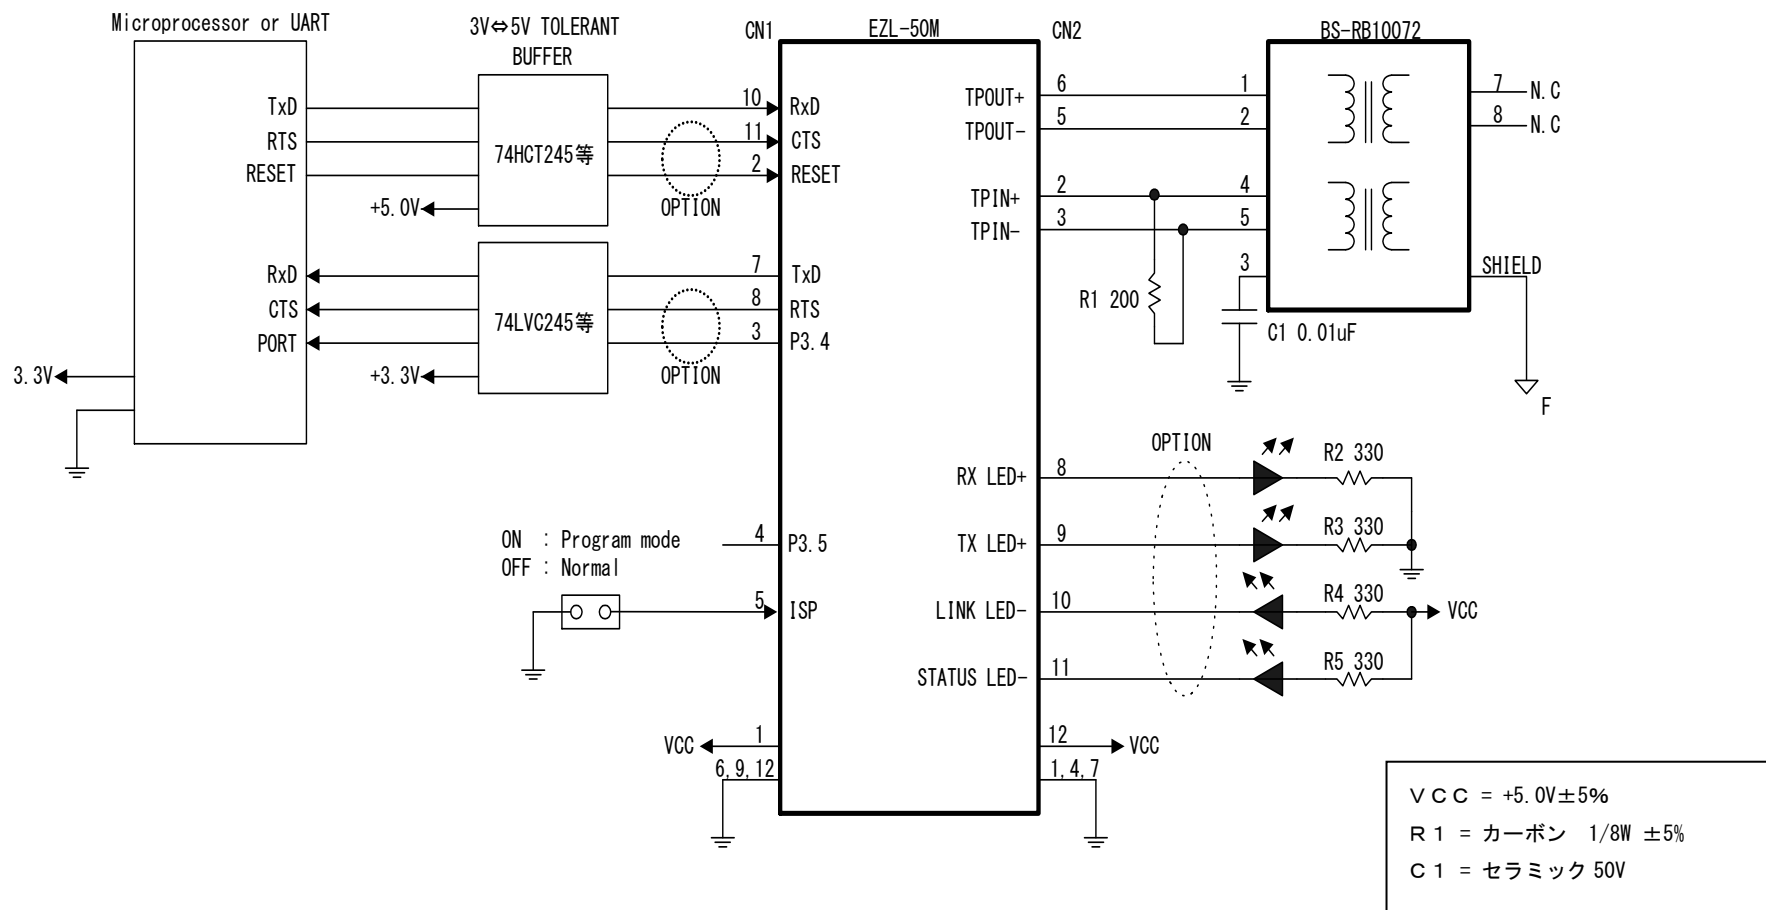 Microprocessor or UART
TxD
RTS
RESET
RxD
CTS
PORT
3.3V
3V⇔5V TOLERANT
BUFFER
74HCT245等
+5.0V
74LVC245等
+3.3V
OPTION
OPTION
CN1
EZL-50M
CN2
10
RxD
11
CTS
2
RESET
7
TxD
8
RTS
3
P3.4
ON : Program mode
OFF : Normal
4
P3.5
5
ISP
VCC
1
6,9,12
TPOUT+
6
TPOUT-
5
TPIN+
2
TPIN-
3
RX LED+
8
TX LED+
9
LINK LED-
10
STATUS LED-
11
12
VCC
1,4,7
BS-RB10072
1
2
4
5
3
7
N.C
8
N.C
SHIELD
F
R1 200
C1 0.01uF
OPTION
R2 330
R3 330
R4 330
VCC
R5 330
VCC = +5.0V±5%
R1 = カーボン 1/8W ±5%
C1 = セラミック 50V